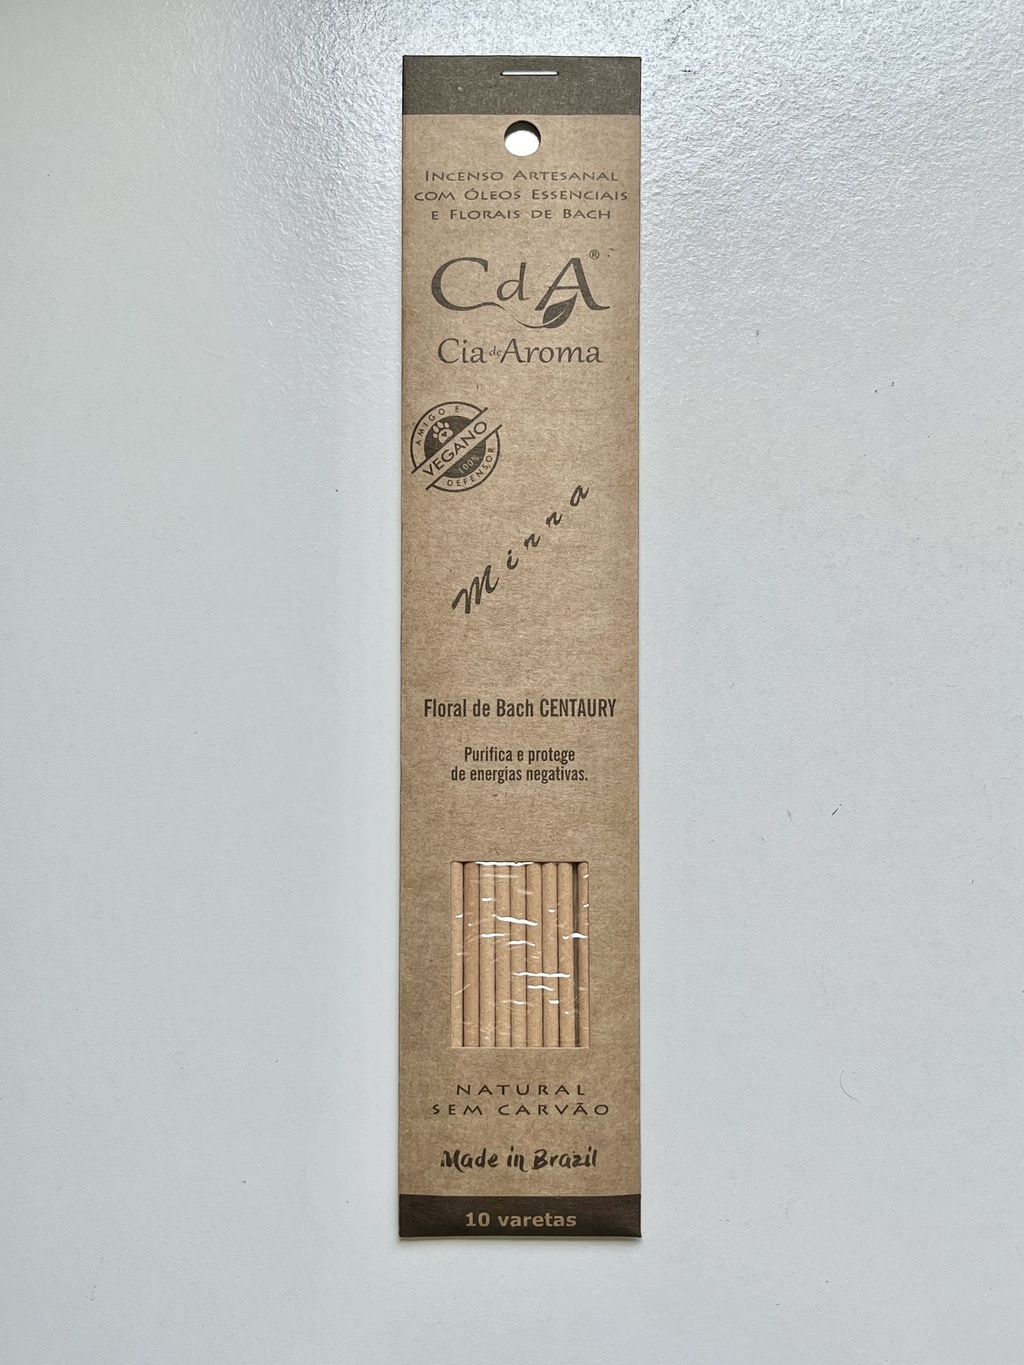 INCENSO ARTESANAL
COM ÓLEOS ESSENCIAIS
E FLORAIS DE BACH
CdA®
Cia de Aroma
AMIGO E
VEGANO
100%
DEFENSOR
Mirra
Floral de Bach CENTAURY
Purifica e protege
de energias negativas.
NATURAL
SEM CARVÃO
Made in Brazil
10 varetas